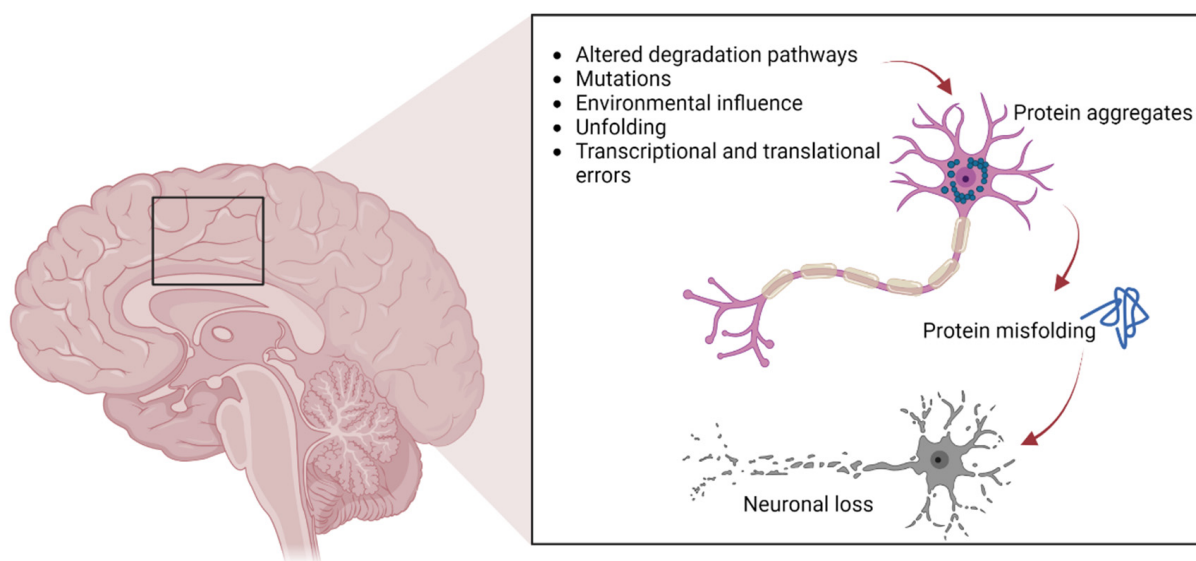 • Altered degradation pathways
• Mutations
• Environmental influence
• Unfolding
• Transcriptional and translational
errors
Protein aggregates
Protein misfolding
Neuronal loss